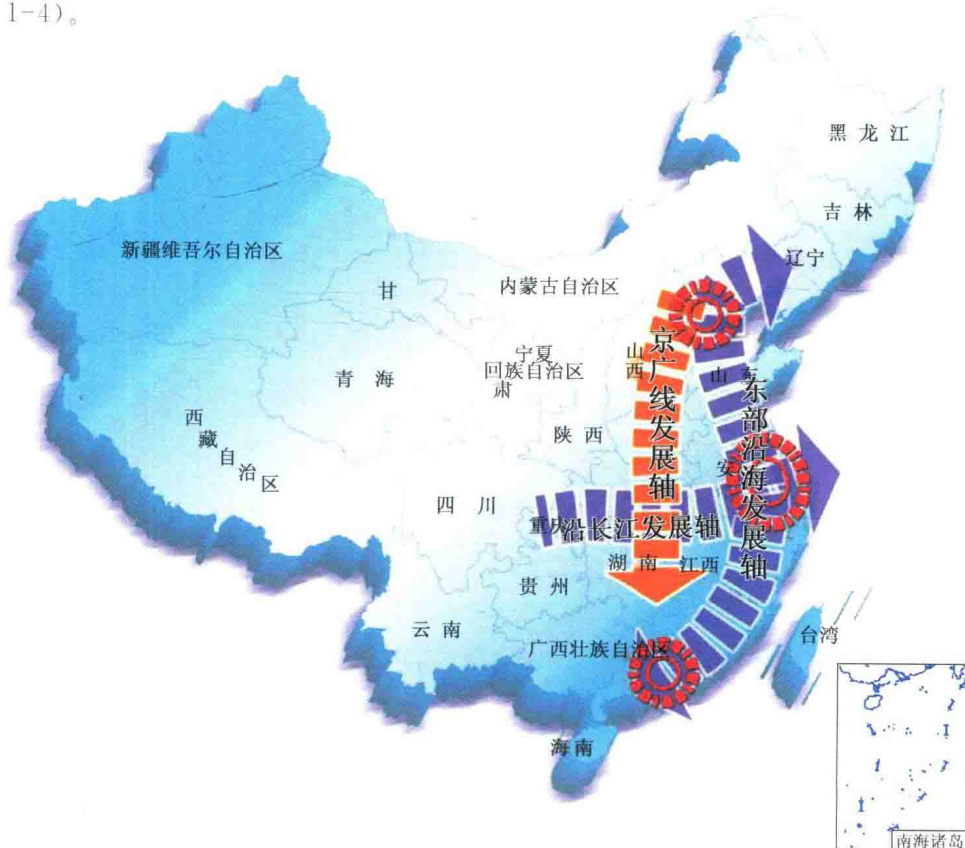 1-4)。
黑 龙 江
吉 林
辽宁
新疆维吾尔自治区
甘
肃
内蒙古自治区
宁夏
回族自治区
山
西
山 东
青 海
陕 西
西
藏
自
治
区
四 川
安
重庆
湖 南
江西
贵 州
云 南
广西壮族自治区
台湾
海南
京广线发展轴
东部沿海发展轴
沿长江发展轴
南海诸岛